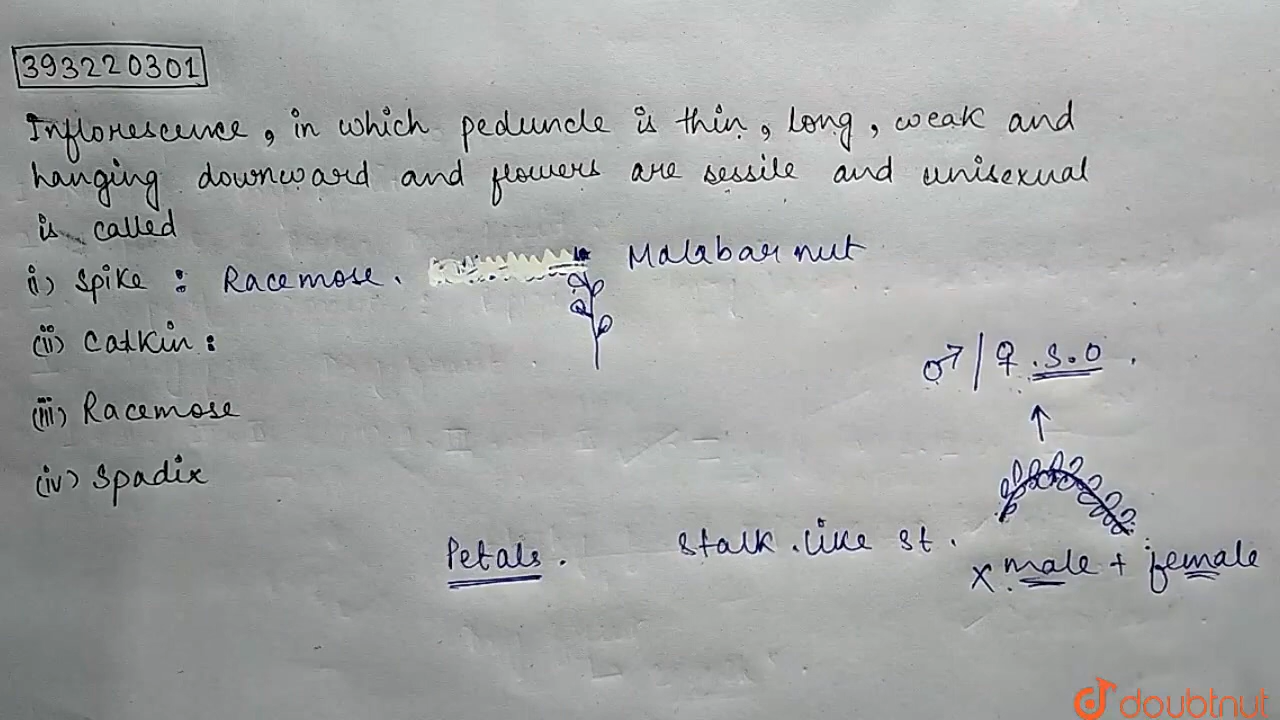 393220301
Inflorescence, in which peduncle is thin, long, weak and
hanging downward and flowers are sessile and unisexual
is called
(i) Spike : Racemose. Malabar nut
(ii) Catkin :
♂ / ♀ S.O.
(iii) Racemose
(iv) Spadix
Petals. Stalk like st.
x male + female
doubtnut